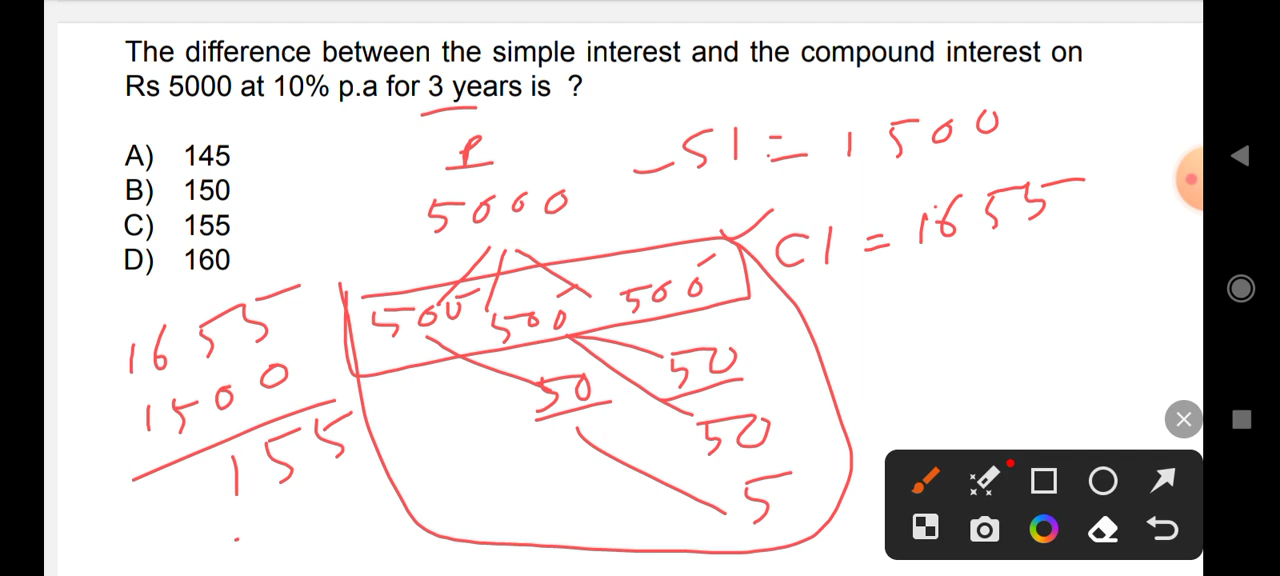 The difference between the simple interest and the compound interest on
Rs 5000 at 10% p.a for 3 years is ?
A) 145
B) 150
C) 155
D) 160
P
5000
SI = 1500
CI = 1655
500 500 500
50 50
50
5
1655
1500
155